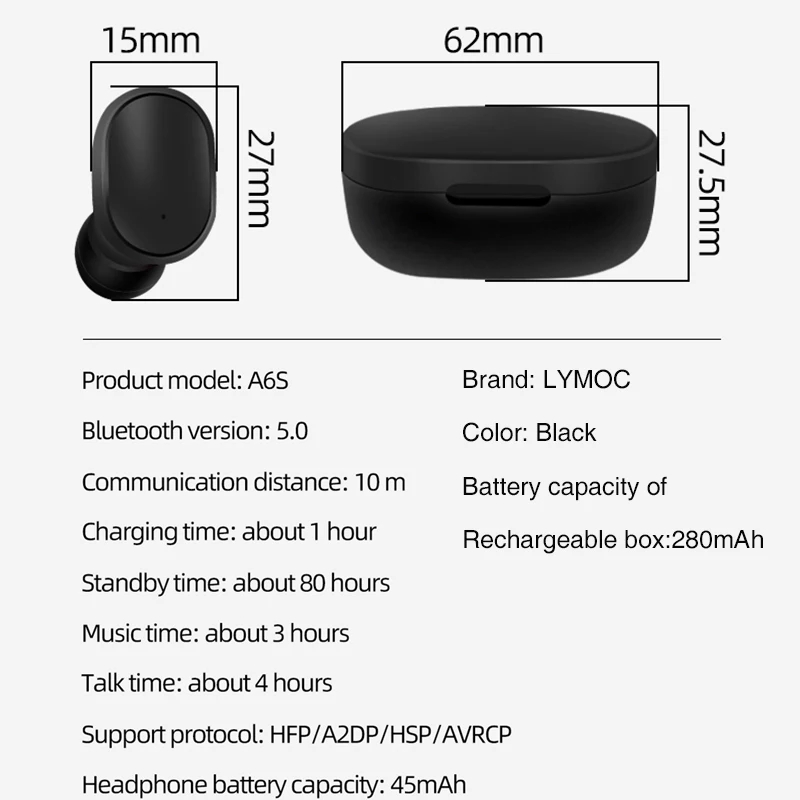 15mm
62mm
27mm
27.5mm
Product model: A6S
Brand: LYMOC
Bluetooth version: 5.0
Color: Black
Communication distance: 10 m
Battery capacity of
Charging time: about 1 hour
Rechargeable box:280mAh
Standby time: about 80 hours
Music time: about 3 hours
Talk time: about 4 hours
Support protocol: HFP/A2DP/HSP/AVRCP
Headphone battery capacity: 45mAh